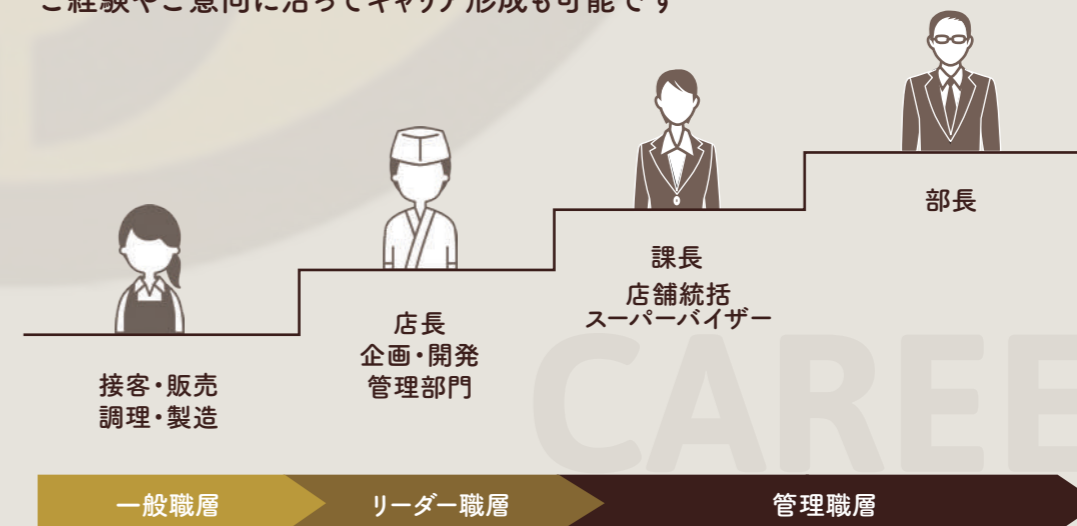 ご経験やご意向に沿ってキャリア形成も可能です
部長
課長
店舗統括
スーパーバイザー
店長
企画・開発
管理部門
接客・販売
調理・製造
CAREE
一般職層
リーダー職層
管理職層